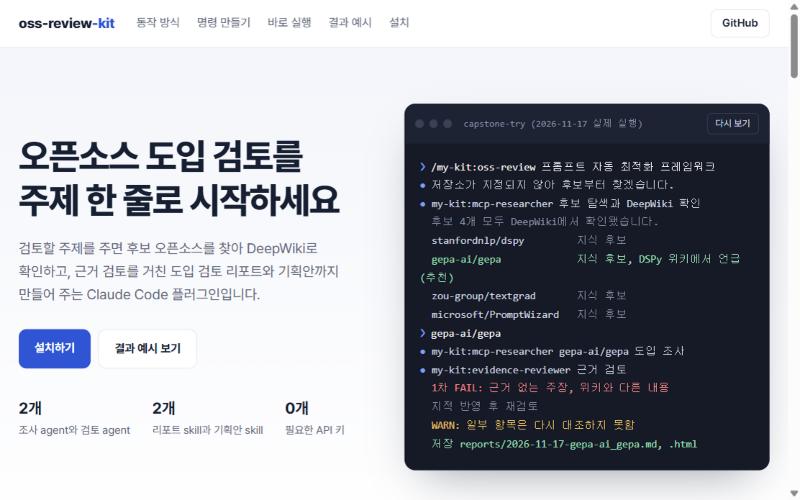 oss-review-kit 동작 방식 명령 만들기 바로 실행 결과 예시 설치 GitHub
오픈소스 도입 검토를
주제 한 줄로 시작하세요
검토할 주제를 주면 후보 오픈소스를 찾아 DeepWiki로
확인하고, 근거 검토를 거친 도입 검토 리포트와 기획안까지
만들어 주는 Claude Code 플러그인입니다.
설치하기 결과 예시 보기
2개 2개 0개
조사 agent와 검토 agent 리포트 skill과 기획안 skill 필요한 API 키
capstone-try (2026-11-17 실제 실행) 다시 보기
❯ /my-kit:oss-review 프롬프트 자동 최적화 프레임워크
● 저장소가 지정되지 않아 후보부터 찾겠습니다.
● my-kit:mcp-researcher 후보 탐색과 DeepWiki 확인
후보 4개 모두 DeepWiki에서 확인됐습니다.
stanfordnlp/dspy 지식 후보
gepa-ai/gepa 지식 후보, DSPy 위키에서 언급
(추천)
zou-group/textgrad 지식 후보
microsoft/PromptWizard 지식 후보
❯ gepa-ai/gepa
● my-kit:mcp-researcher gepa-ai/gepa 도입 조사
● my-kit:evidence-reviewer 근거 검토
1차 FAIL: 근거 없는 주장, 위키와 다른 내용
지적 반영 후 재검토
WARN: 일부 항목은 다시 대조하지 못함
저장 reports/2026-11-17-gepa-ai_gepa.md, .html